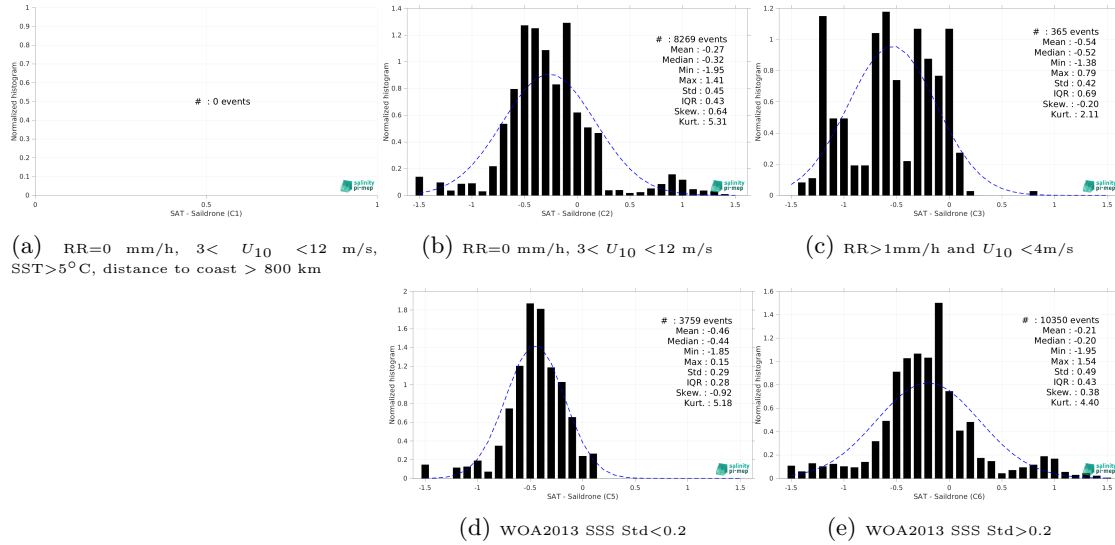 1
0.9
0.8
0.7
0.6
0.5
0.4
0.3
0.2
0.1
0
Normalized histogram
# : 0 events
salinity
pi-mep
0 0.5 1
SAT - Saildrone (C1)
(a) RR=0 mm/h, 3< U10 <12 m/s,
SST>5°C, distance to coast > 800 km
1.4
1.2
1
0.8
0.6
0.4
0.2
0
Normalized histogram
# : 8269 events
Mean : -0.27
Median : -0.32
Min : -1.95
Max : 1.41
Std : 0.45
IQR : 0.43
Skew. : 0.64
Kurt. : 5.31
salinity
pi-mep
-1.5 -1 -0.5 0 0.5 1 1.5
SAT - Saildrone (C2)
(b) RR=0 mm/h, 3< U10 <12 m/s
1.2
1
0.8
0.6
0.4
0.2
0
Normalized histogram
# : 365 events
Mean : -0.54
Median : -0.52
Min : -1.38
Max : 0.79
Std : 0.42
IQR : 0.69
Skew. : -0.20
Kurt. : 2.11
salinity
pi-mep
-1.5 -1 -0.5 0 0.5 1 1.5
SAT - Saildrone (C3)
(c) RR>1mm/h and U10 <4m/s
2
1.8
1.6
1.4
1.2
1
0.8
0.6
0.4
0.2
0
Normalized histogram
# : 3759 events
Mean : -0.46
Median : -0.44
Min : -1.85
Max : 0.15
Std : 0.29
IQR : 0.28
Skew. : -0.92
Kurt. : 5.18
salinity
pi-mep
-1.5 -1 -0.5 0 0.5 1 1.5
SAT - Saildrone (C5)
(d) WOA2013 SSS Std<0.2
1.6
1.4
1.2
1
0.8
0.6
0.4
0.2
0
Normalized histogram
# : 10350 events
Mean : -0.21
Median : -0.20
Min : -1.95
Max : 1.54
Std : 0.49
IQR : 0.43
Skew. : 0.38
Kurt. : 4.40
salinity
pi-mep
-1.5 -1 -0.5 0 0.5 1 1.5
SAT - Saildrone (C6)
(e) WOA2013 SSS Std>0.2